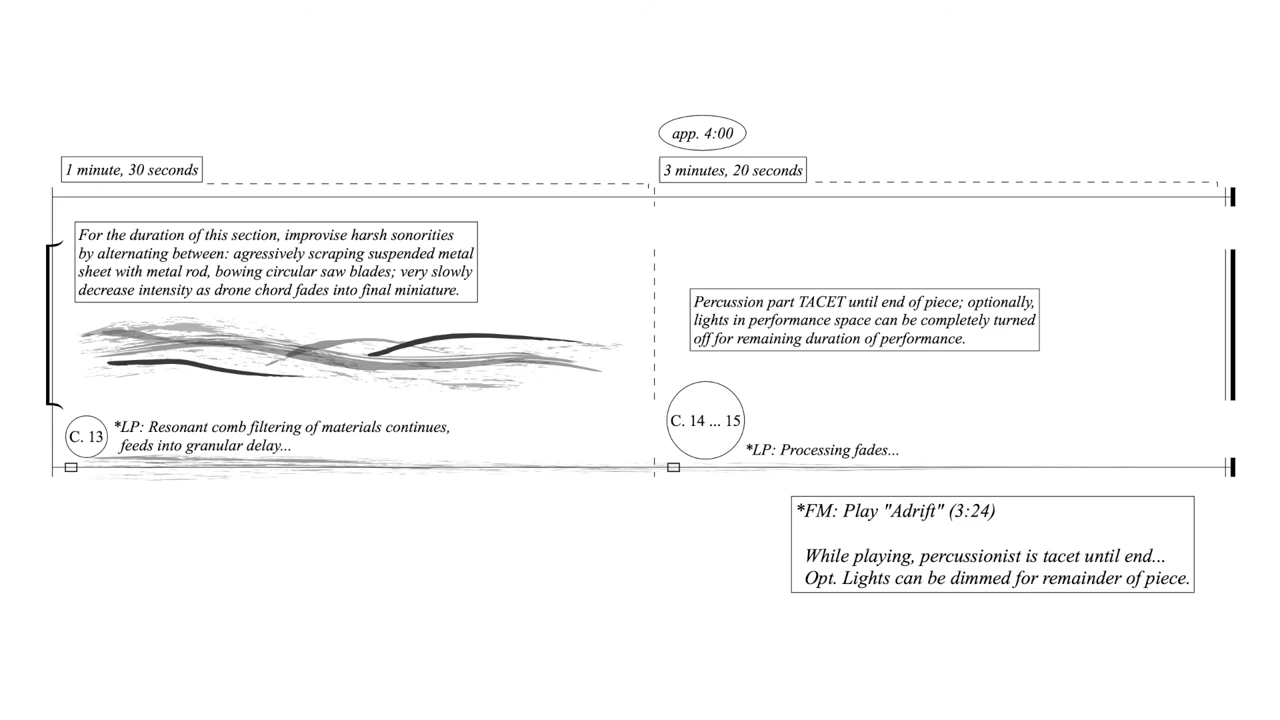 app. 4:00
1 minute, 30 seconds
3 minutes, 20 seconds
For the duration of this section, improvise harsh sonorities
by alternating between: agressively scraping suspended metal
sheet with metal rod, bowing circular saw blades; very slowly
decrease intensity as drone chord fades into final miniature.
Percussion part TACET until end of piece; optionally,
lights in performance space can be completely turned
off for remaining duration of performance.
C. 13
*LP: Resonant comb filtering of materials continues,
feeds into granular delay...
C. 14 ... 15
*LP: Processing fades...
*FM: Play "Adrift" (3:24)
While playing, percussionist is tacet until end...
Opt. Lights can be dimmed for remainder of piece.